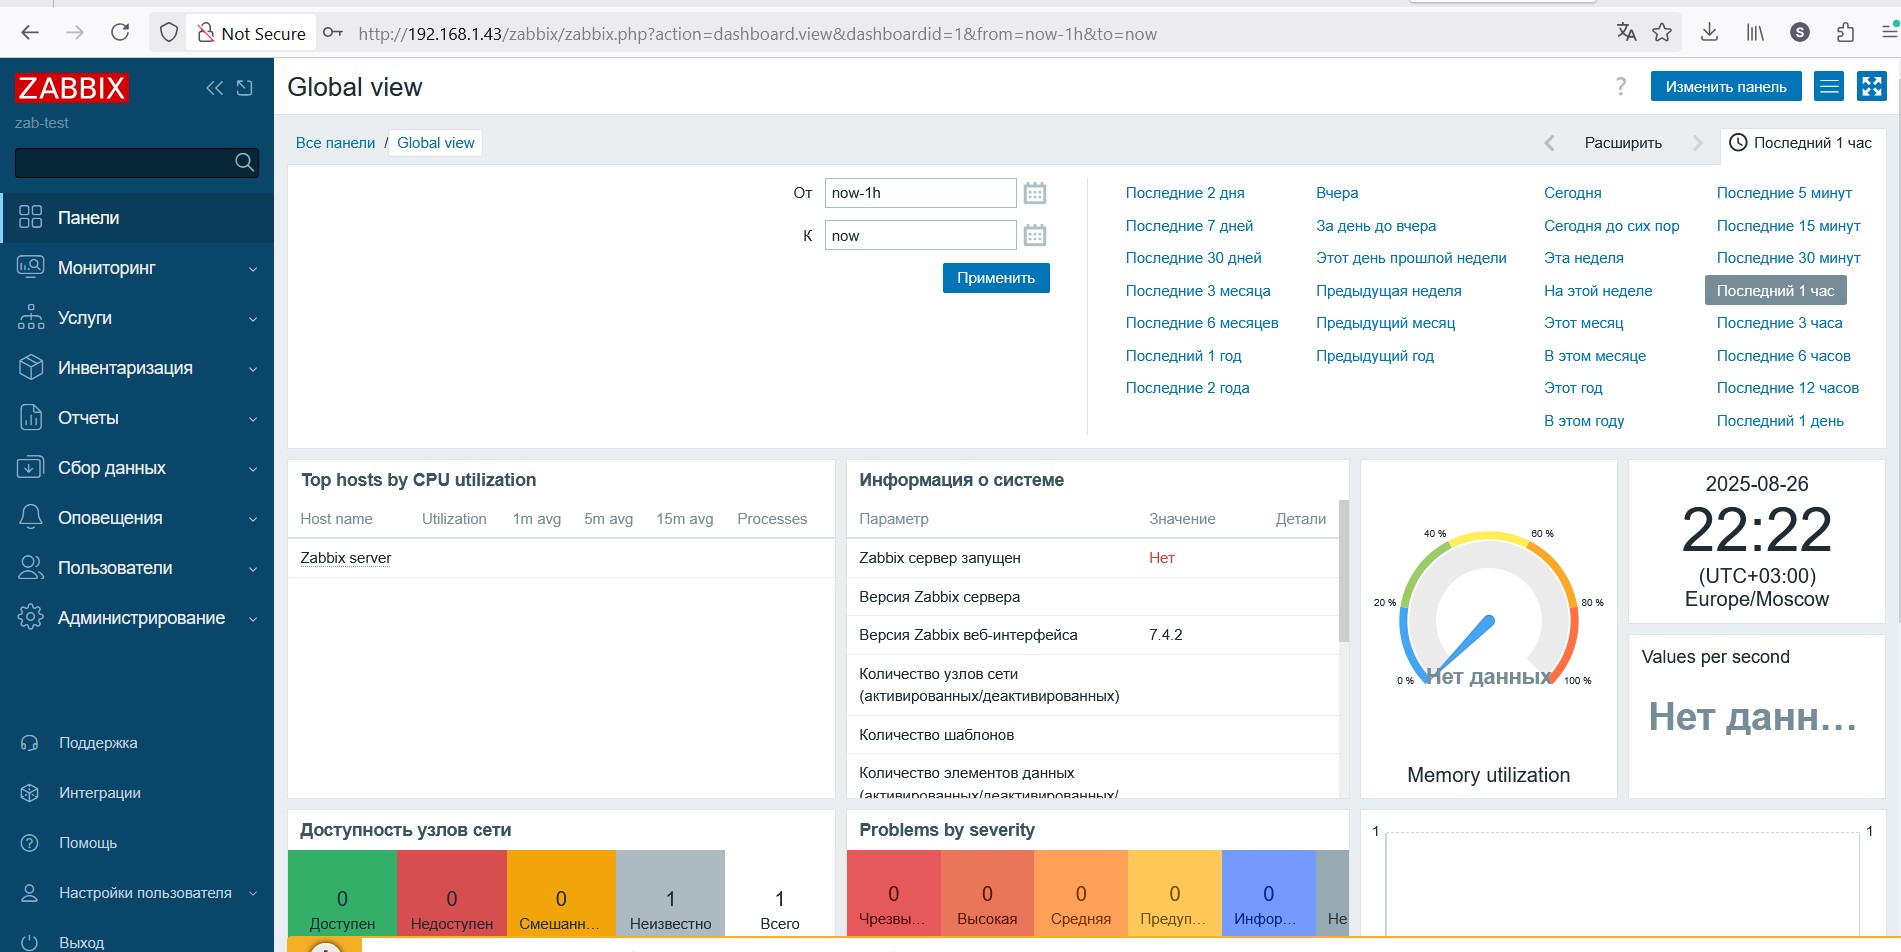 Not Secure
http://192.168.1.43/zabbix/zabbix.php?action=dashboard.view&dashboardid=1&from=now-1h&to=now
S
ZABBIX
zab-test
Панели
Мониторинг
Услуги
Инвентаризация
Отчеты
Сбор данных
Оповещения
Пользователи
Администрирование
Поддержка
Интеграции
Помощь
Настройки пользователя
Выход
Global view
?
Изменить панель
Все панели / Global view
Расширить
Последний 1 час
От now-1h
К now
Применить
Последние 2 дня
Последние 7 дней
Последние 30 дней
Последние 3 месяца
Последние 6 месяцев
Последний 1 год
Последние 2 года
Вчера
За день до вчера
Этот день прошлой недели
Предыдущая неделя
Предыдущий месяц
Предыдущий год
Сегодня
Сегодня до сих пор
Эта неделя
На этой неделе
Этот месяц
В этом месяце
Этот год
В этом году
Последние 5 минут
Последние 15 минут
Последние 30 минут
Последний 1 час
Последние 3 часа
Последние 6 часов
Последние 12 часов
Последний 1 день
Top hosts by CPU utilization
Host name Utilization 1m avg 5m avg 15m avg Processes
Zabbix server
Информация о системе
Параметр Значение Детали
Zabbix сервер запущен Нет
Версия Zabbix сервера
Версия Zabbix веб-интерфейса 7.4.2
Количество узлов сети
(активированных/деактивированных)
Количество шаблонов
Количество элементов данных
(активированных/деактивированных/
40 % 60 %
20 % 80 %
0 % Нет данных 100 %
Memory utilization
2025-08-26
22:22
(UTC+03:00)
Europe/Moscow
Values per second
Нет данн...
Доступность узлов сети
0 0 0 1 1
Доступен Недоступен Смешанн... Неизвестно Всего
Problems by severity
0 0 0 0 0
Чрезвы... Высокая Средняя Предуп... Инфор... Не
1 1